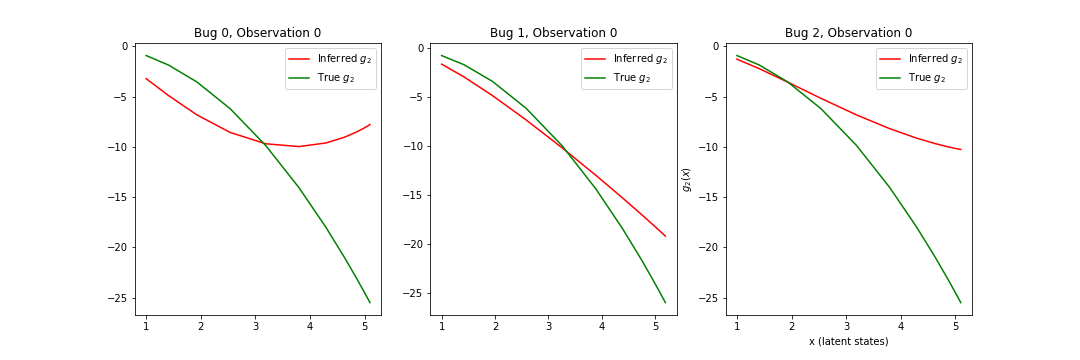 Bug 0, Observation 0
Inferred g₂
True g₂
0
−5
−10
−15
−20
−25
1 2 3 4 5
Bug 1, Observation 0
Inferred g₂
True g₂
0
−5
−10
−15
−20
−25
1 2 3 4 5
Bug 2, Observation 0
Inferred g₂
True g₂
g₂(x)
0
−5
−10
−15
−20
−25
1 2 3 4 5
x (latent states)